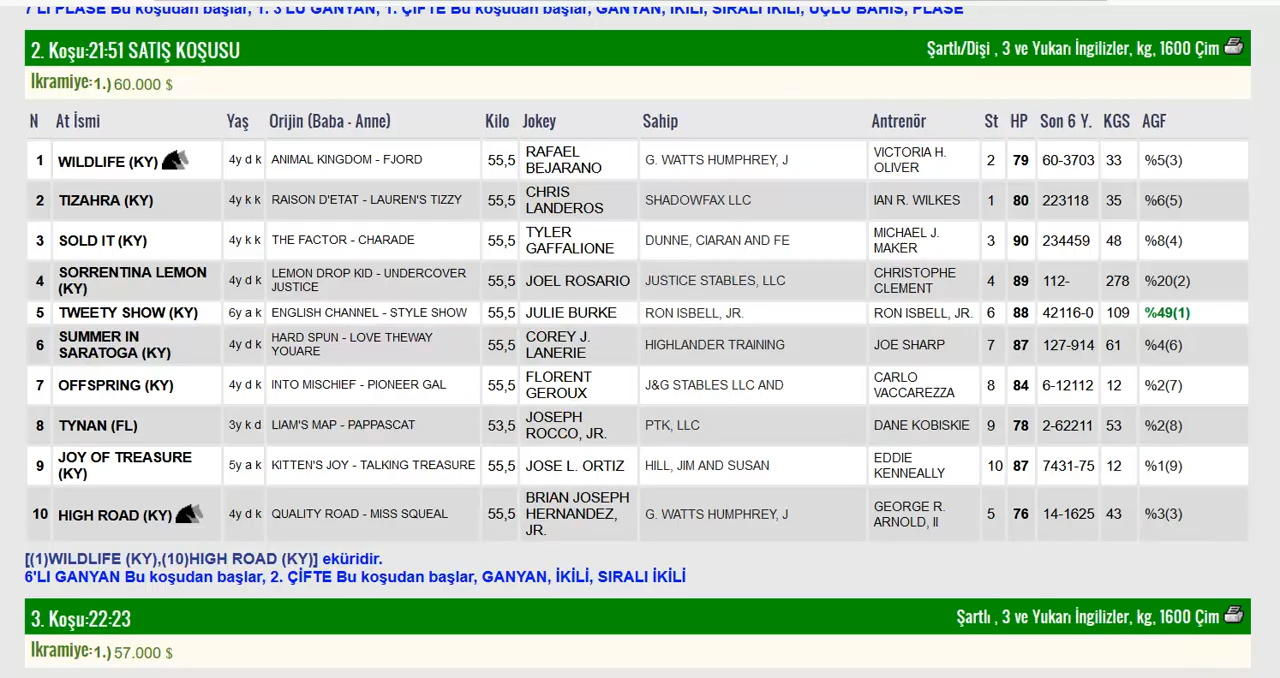 7'Lİ PLASE Bu koşudan başlar, 1. 3'LÜ GANYAN, 1. ÇİFTE Bu koşudan başlar, GANYAN, İKİLİ, SIRALI İKİLİ, ÜÇLÜ BAHİS, PLASE
2. Koşu:21:51 SATIŞ KOŞUSU Şartlı/Dişi , 3 ve Yukarı İngilizler, kg, 1600 Çim
İkramiye:1.) 60.000 $
N At İsmi Yaş Orijin (Baba - Anne) Kilo Jokey Sahip Antrenör St HP Son 6 Y. KGS AGF
1 WILDLIFE (KY) 4y d k ANIMAL KINGDOM - FJORD 55,5 RAFAEL BEJARANO G. WATTS HUMPHREY, J VICTORIA H. OLIVER 2 79 60-3703 33 %5(3)
2 TIZAHRA (KY) 4y k k RAISON D'ETAT - LAUREN'S TIZZY 55,5 CHRIS LANDEROS SHADOWFAX LLC IAN R. WILKES 1 80 223118 35 %6(5)
3 SOLD IT (KY) 4y k k THE FACTOR - CHARADE 55,5 TYLER GAFFALIONE DUNNE, CIARAN AND FE MICHAEL J. MAKER 3 90 234459 48 %8(4)
4 SORRENTINA LEMON (KY) 4y d k LEMON DROP KID - UNDERCOVER JUSTICE 55,5 JOEL ROSARIO JUSTICE STABLES, LLC CHRISTOPHE CLEMENT 4 89 112- 278 %20(2)
5 TWEETY SHOW (KY) 6y a k ENGLISH CHANNEL - STYLE SHOW 55,5 JULIE BURKE RON ISBELL, JR. RON ISBELL, JR. 6 88 42116-0 109 %49(1)
6 SUMMER IN SARATOGA (KY) 4y d k HARD SPUN - LOVE THEWAY YOUARE 55,5 COREY J. LANERIE HIGHLANDER TRAINING JOE SHARP 7 87 127-914 61 %4(6)
7 OFFSPRING (KY) 4y d k INTO MISCHIEF - PIONEER GAL 55,5 FLORENT GEROUX J&G STABLES LLC AND CARLO VACCAREZZA 8 84 6-12112 12 %2(7)
8 TYNAN (FL) 3y k d LIAM'S MAP - PAPPASCAT 53,5 JOSEPH ROCCO, JR. PTK, LLC DANE KOBISKIE 9 78 2-62211 53 %2(8)
9 JOY OF TREASURE (KY) 5y a k KITTEN'S JOY - TALKING TREASURE 55,5 JOSE L. ORTIZ HILL, JIM AND SUSAN EDDIE KENNEALLY 10 87 7431-75 12 %1(9)
10 HIGH ROAD (KY) 4y d k QUALITY ROAD - MISS SQUEAL 55,5 BRIAN JOSEPH HERNANDEZ, JR. G. WATTS HUMPHREY, J GEORGE R. ARNOLD, II 5 76 14-1625 43 %3(3)
[(1)WILDLIFE (KY),(10)HIGH ROAD (KY)] eküridir.
6'LI GANYAN Bu koşudan başlar, 2. ÇİFTE Bu koşudan başlar, GANYAN, İKİLİ, SIRALI İKİLİ
3. Koşu:22:23 Şartlı , 3 ve Yukarı İngilizler, kg, 1600 Çim
İkramiye:1.) 57.000 $